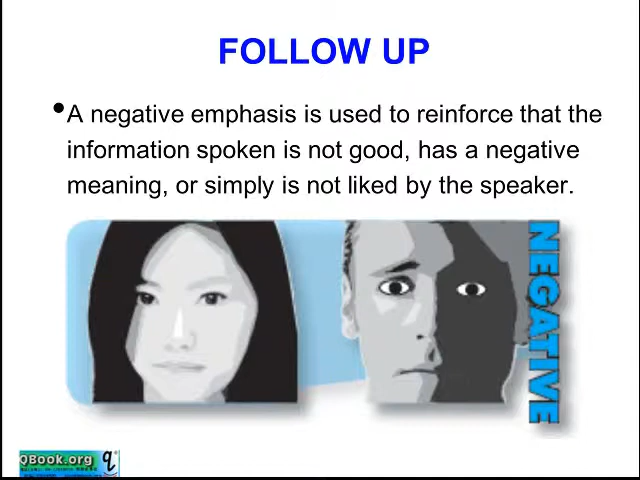 FOLLOW UP
•A negative emphasis is used to reinforce that the
information spoken is not good, has a negative
meaning, or simply is not liked by the speaker.
NEGATIVE
QBook.org q